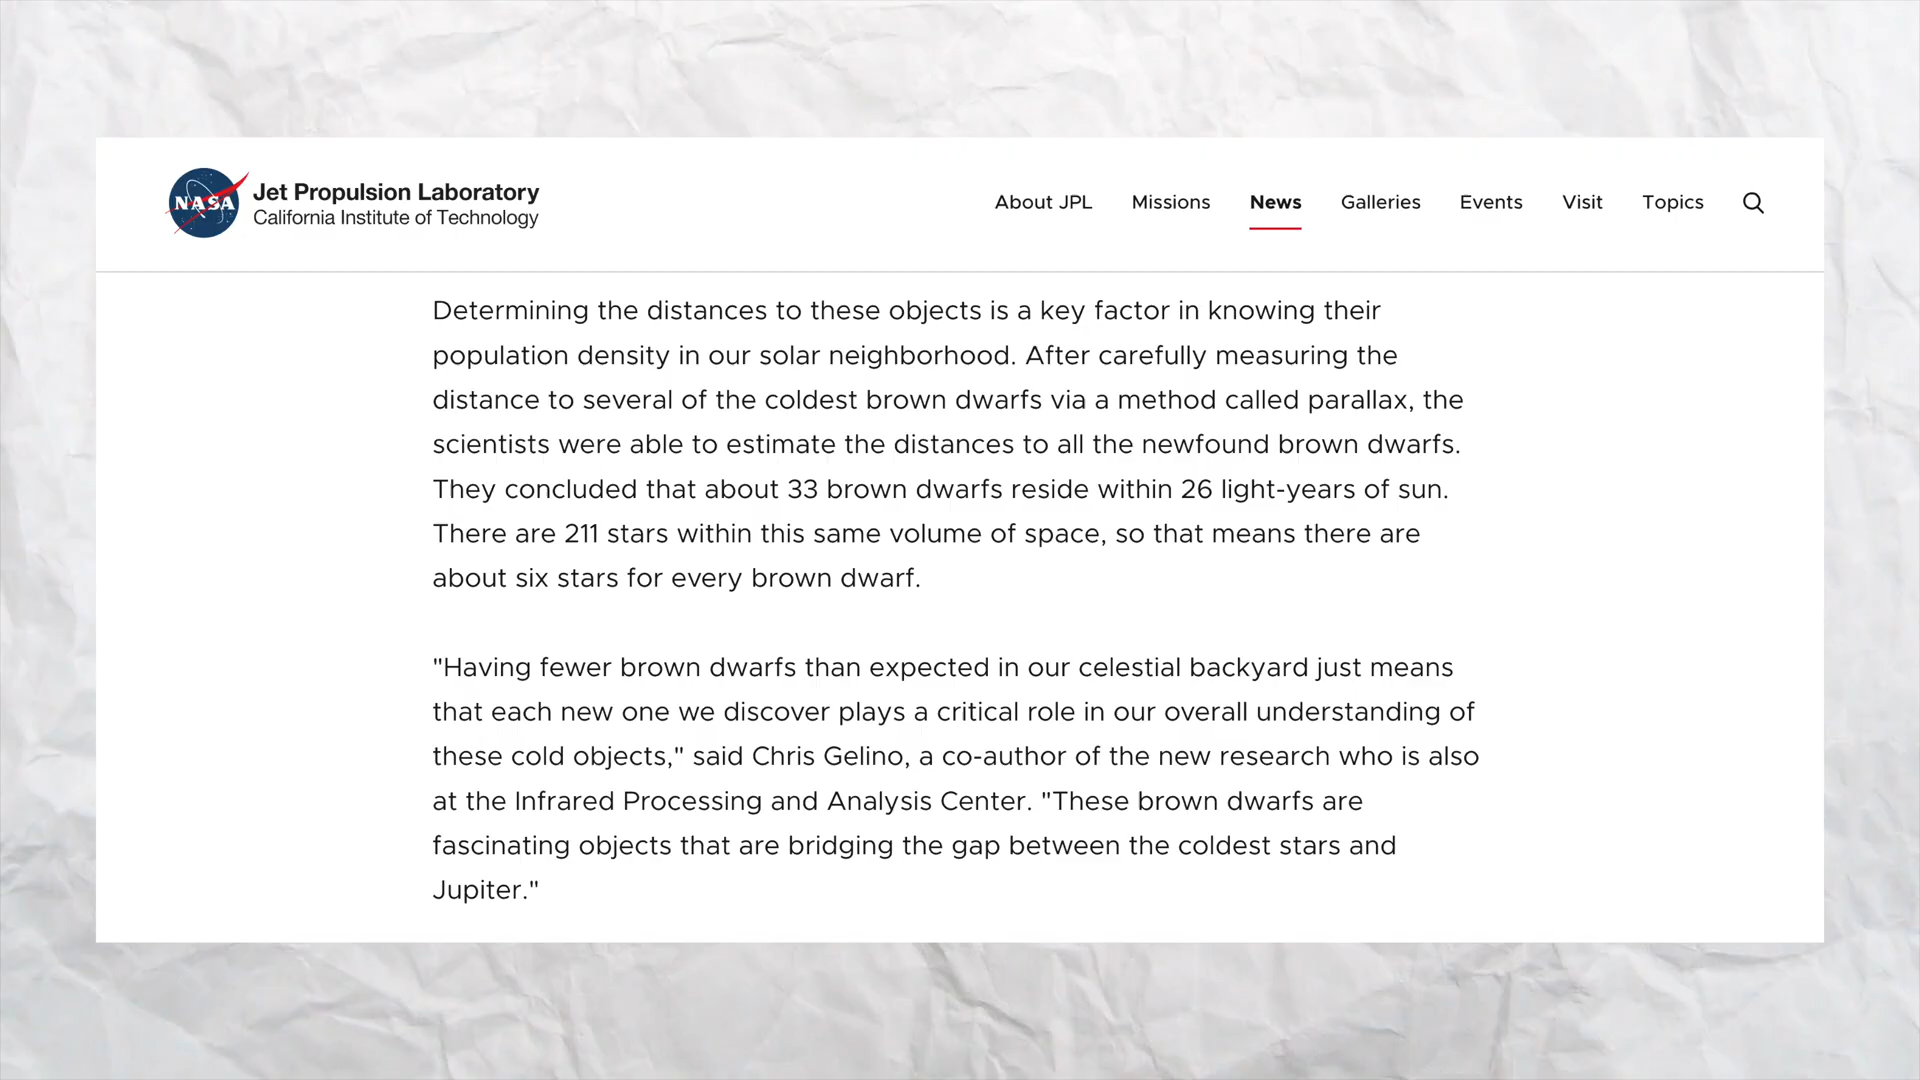 NASA
Jet Propulsion Laboratory
California Institute of Technology
About JPL Missions News Galleries Events Visit Topics
Determining the distances to these objects is a key factor in knowing their
population density in our solar neighborhood. After carefully measuring the
distance to several of the coldest brown dwarfs via a method called parallax, the
scientists were able to estimate the distances to all the newfound brown dwarfs.
They concluded that about 33 brown dwarfs reside within 26 light-years of sun.
There are 211 stars within this same volume of space, so that means there are
about six stars for every brown dwarf.
"Having fewer brown dwarfs than expected in our celestial backyard just means
that each new one we discover plays a critical role in our overall understanding of
these cold objects," said Chris Gelino, a co-author of the new research who is also
at the Infrared Processing and Analysis Center. "These brown dwarfs are
fascinating objects that are bridging the gap between the coldest stars and
Jupiter."